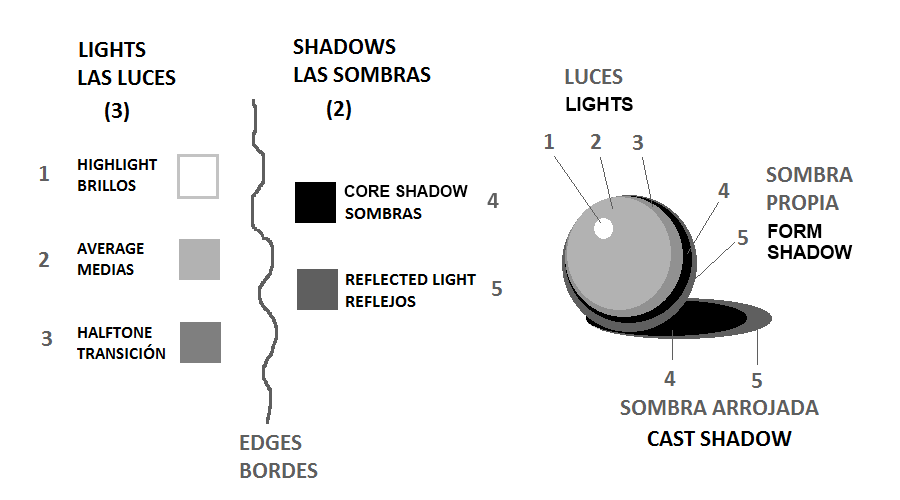 LIGHTS
LAS LUCES
(3)
1
HIGHLIGHT
BRILLOS
2
AVERAGE
MEDIAS
3
HALFTONE
TRANSICIÓN
SHADOWS
LAS SOMBRAS
(2)
CORE SHADOW
SOMBRAS
4
REFLECTED LIGHT
REFLEJOS
5
EDGES
BORDES
LUCES
LIGHTS
1 2 3
4
SOMBRA
PROPIA
5
FORM
SHADOW
4 5
SOMBRA ARROJADA
CAST SHADOW